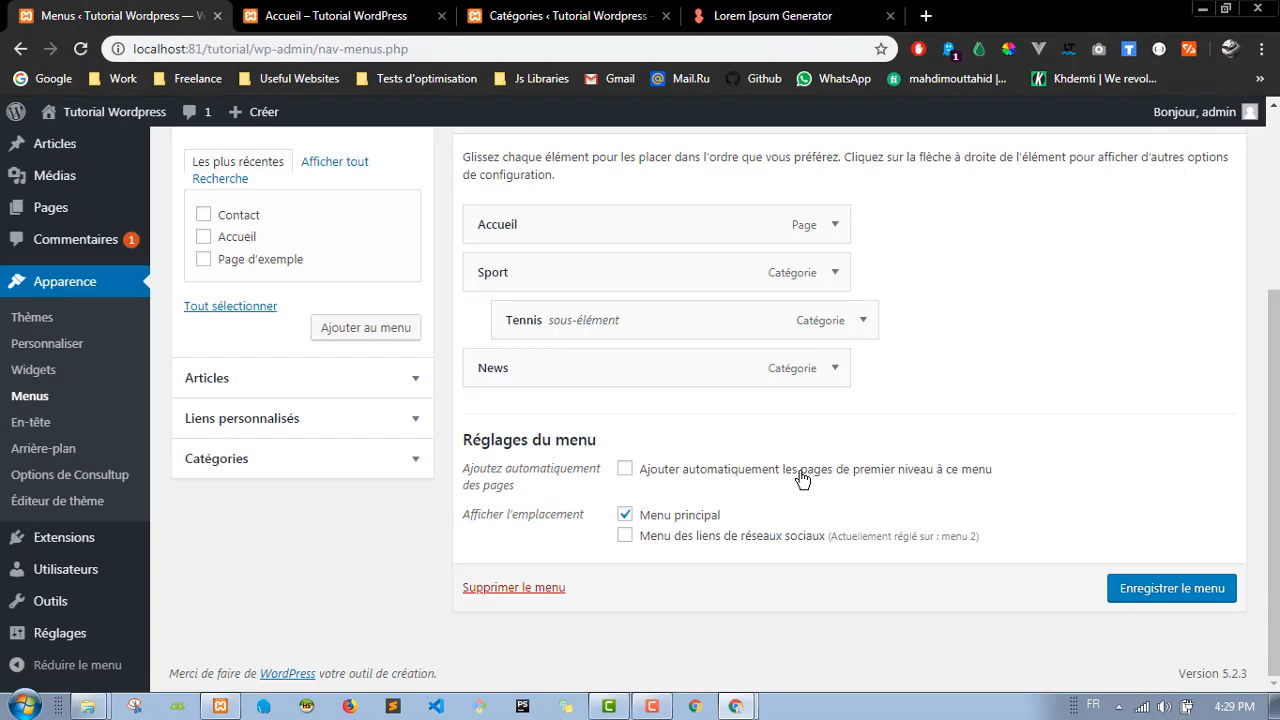 Menus ‹ Tutorial WordPress — W
Accueil – Tutorial WordPress
Catégories ‹ Tutorial Wordpress
Lorem Ipsum Generator
localhost:81/tutorial/wp-admin/nav-menus.php
1
Google
Work
Freelance
Useful Websites
Tests d'optimisation
Js Libraries
Gmail
Mail.Ru
Github
WhatsApp
mahdimouttahid |...
Khdemti | We revol...
»
Tutorial Wordpress
1
Créer
Bonjour, admin
Articles
Médias
Pages
Commentaires 1
Apparence
Thèmes
Personnaliser
Widgets
Menus
En-tête
Arrière-plan
Options de Consultup
Éditeur de thème
Extensions
Utilisateurs
Outils
Réglages
Réduire le menu
Les plus récentes
Afficher tout
Recherche
Contact
Accueil
Page d'exemple
Tout sélectionner
Ajouter au menu
Articles
Liens personnalisés
Catégories
Glissez chaque élément pour les placer dans l'ordre que vous préférez. Cliquez sur la flèche à droite de l'élément pour afficher d'autres options
de configuration.
Accueil Page
Sport Catégorie
Tennis sous-élément Catégorie
News Catégorie
Réglages du menu
Ajoutez automatiquement
des pages
Ajouter automatiquement les pages de premier niveau à ce menu
Afficher l'emplacement
Menu principal
Menu des liens de réseaux sociaux (Actuellement réglé sur : menu 2)
Supprimer le menu
Enregistrer le menu
Merci de faire de WordPress votre outil de création.
Version 5.2.3
FR
4:29 PM